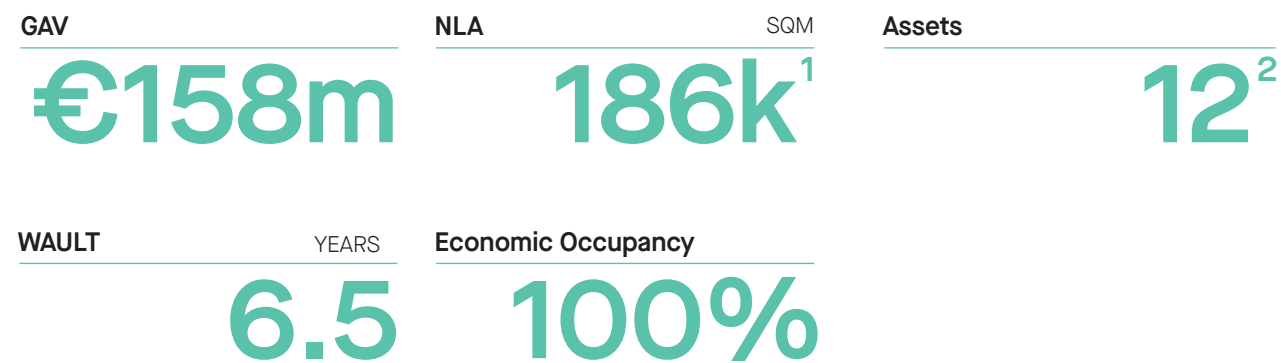 GAV
€158m
NLA SQM
186k¹
Assets
12²
WAULT YEARS
6.5
Economic Occupancy
100%